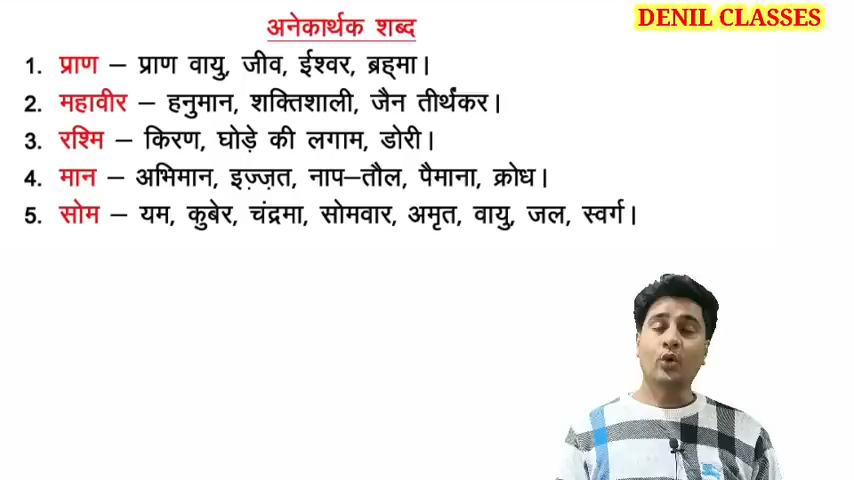 DENIL CLASSES
अनेकार्थक शब्द
1. प्राण – प्राण वायु, जीव, ईश्वर, ब्रह्मा।
2. महावीर – हनुमान, शक्तिशाली, जैन तीर्थंकर।
3. रश्मि – किरण, घोड़े की लगाम, डोरी।
4. मान – अभिमान, इज़्ज़त, नाप–तौल, पैमाना, क्रोध।
5. सोम – यम, कुबेर, चंद्रमा, सोमवार, अमृत, वायु, जल, स्वर्ग।